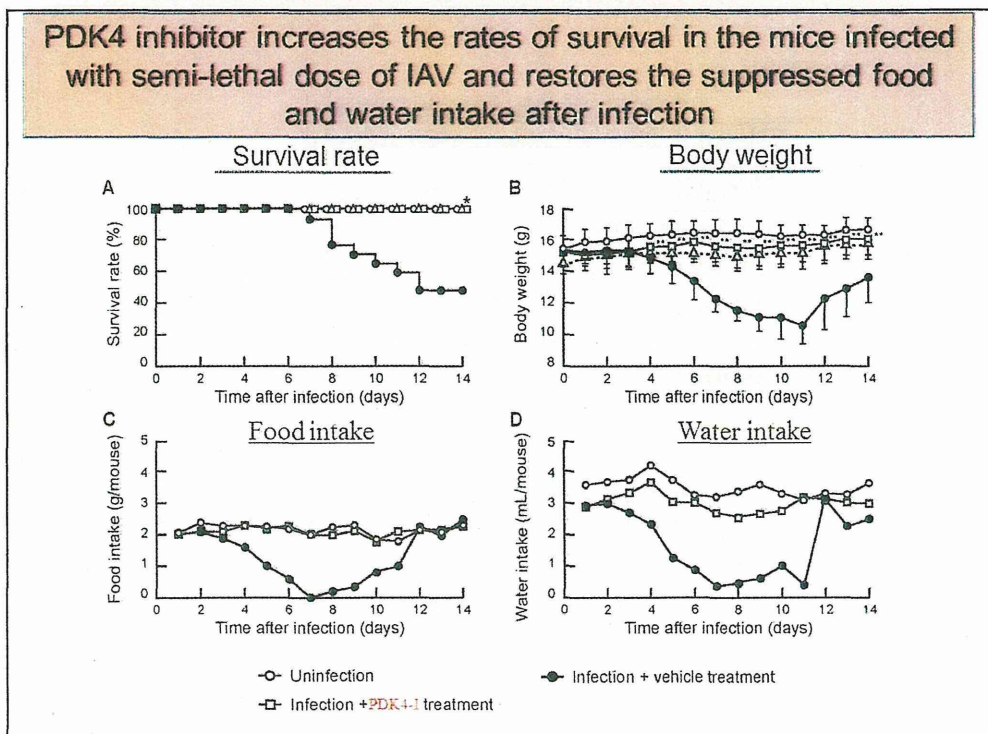 PDK4 inhibitor increases the rates of survival in the mice infected
with semi-lethal dose of IAV and restores the suppressed food
and water intake after infection
Survival rate
Body weight
A
Survival rate (%)
100
80
60
40
20
0
0 2 4 6 8 10 12 14
Time after infection (days)
*
B
Body weight (g)
18
16
14
12
10
8
0 2 4 6 8 10 12 14
Time after infection (days)
**
C
Food intake
Food intake (g/mouse)
5
4
3
2
1
0
0 2 4 6 8 10 12 14
Time after infection (days)
D
Water intake
Water intake (mL/mouse)
5
4
3
2
1
0
0 2 4 6 8 10 12 14
Time after infection (days)
Uninfection
Infection + vehicle treatment
Infection +PDK4-I treatment